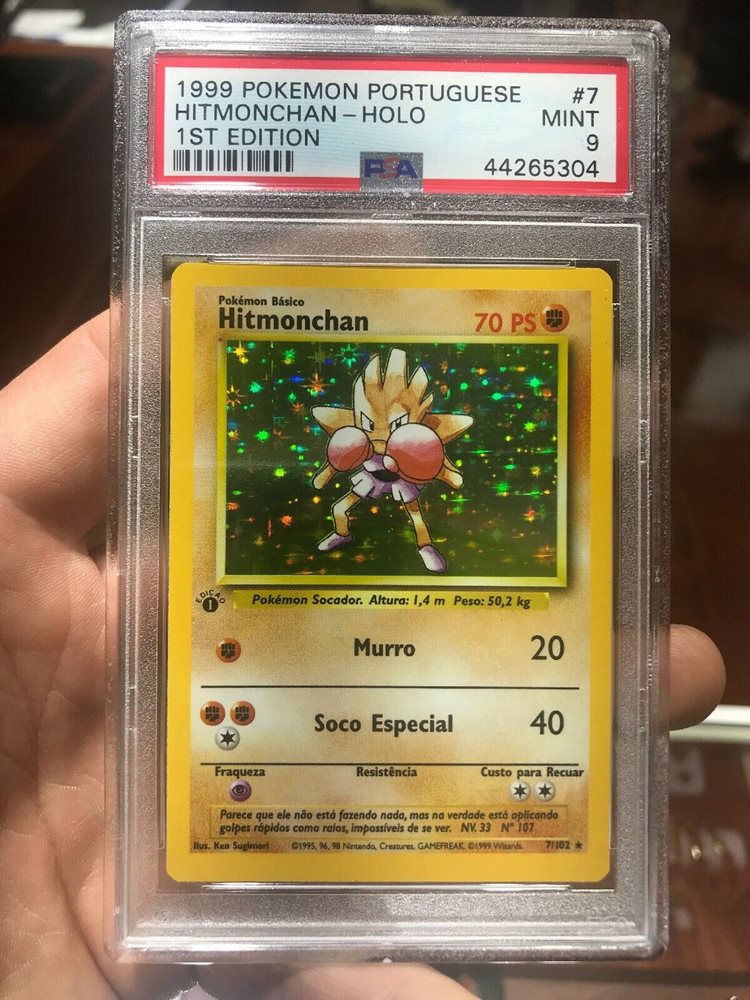 1999 POKEMON PORTUGUESE #7
HITMONCHAN – HOLO MINT
1ST EDITION 9
PSA 44265304
Pokémon Básico
Hitmonchan 70 PS
EDIÇÃO
1
Pokémon Socador. Altura: 1,4 m Peso: 50,2 kg
Murro 20
Soco Especial 40
Fraqueza Resistência Custo para Recuar
Parece que ele não está fazendo nada, mas na verdade está aplicando
golpes rápidos como raios, impossíveis de se ver. NV. 33 Nº 107
Ilus. Ken Sugimori ©1995, 96, 98 Nintendo, Creatures, GAMEFREAK. ©1999 Wizards. 7/102 ★